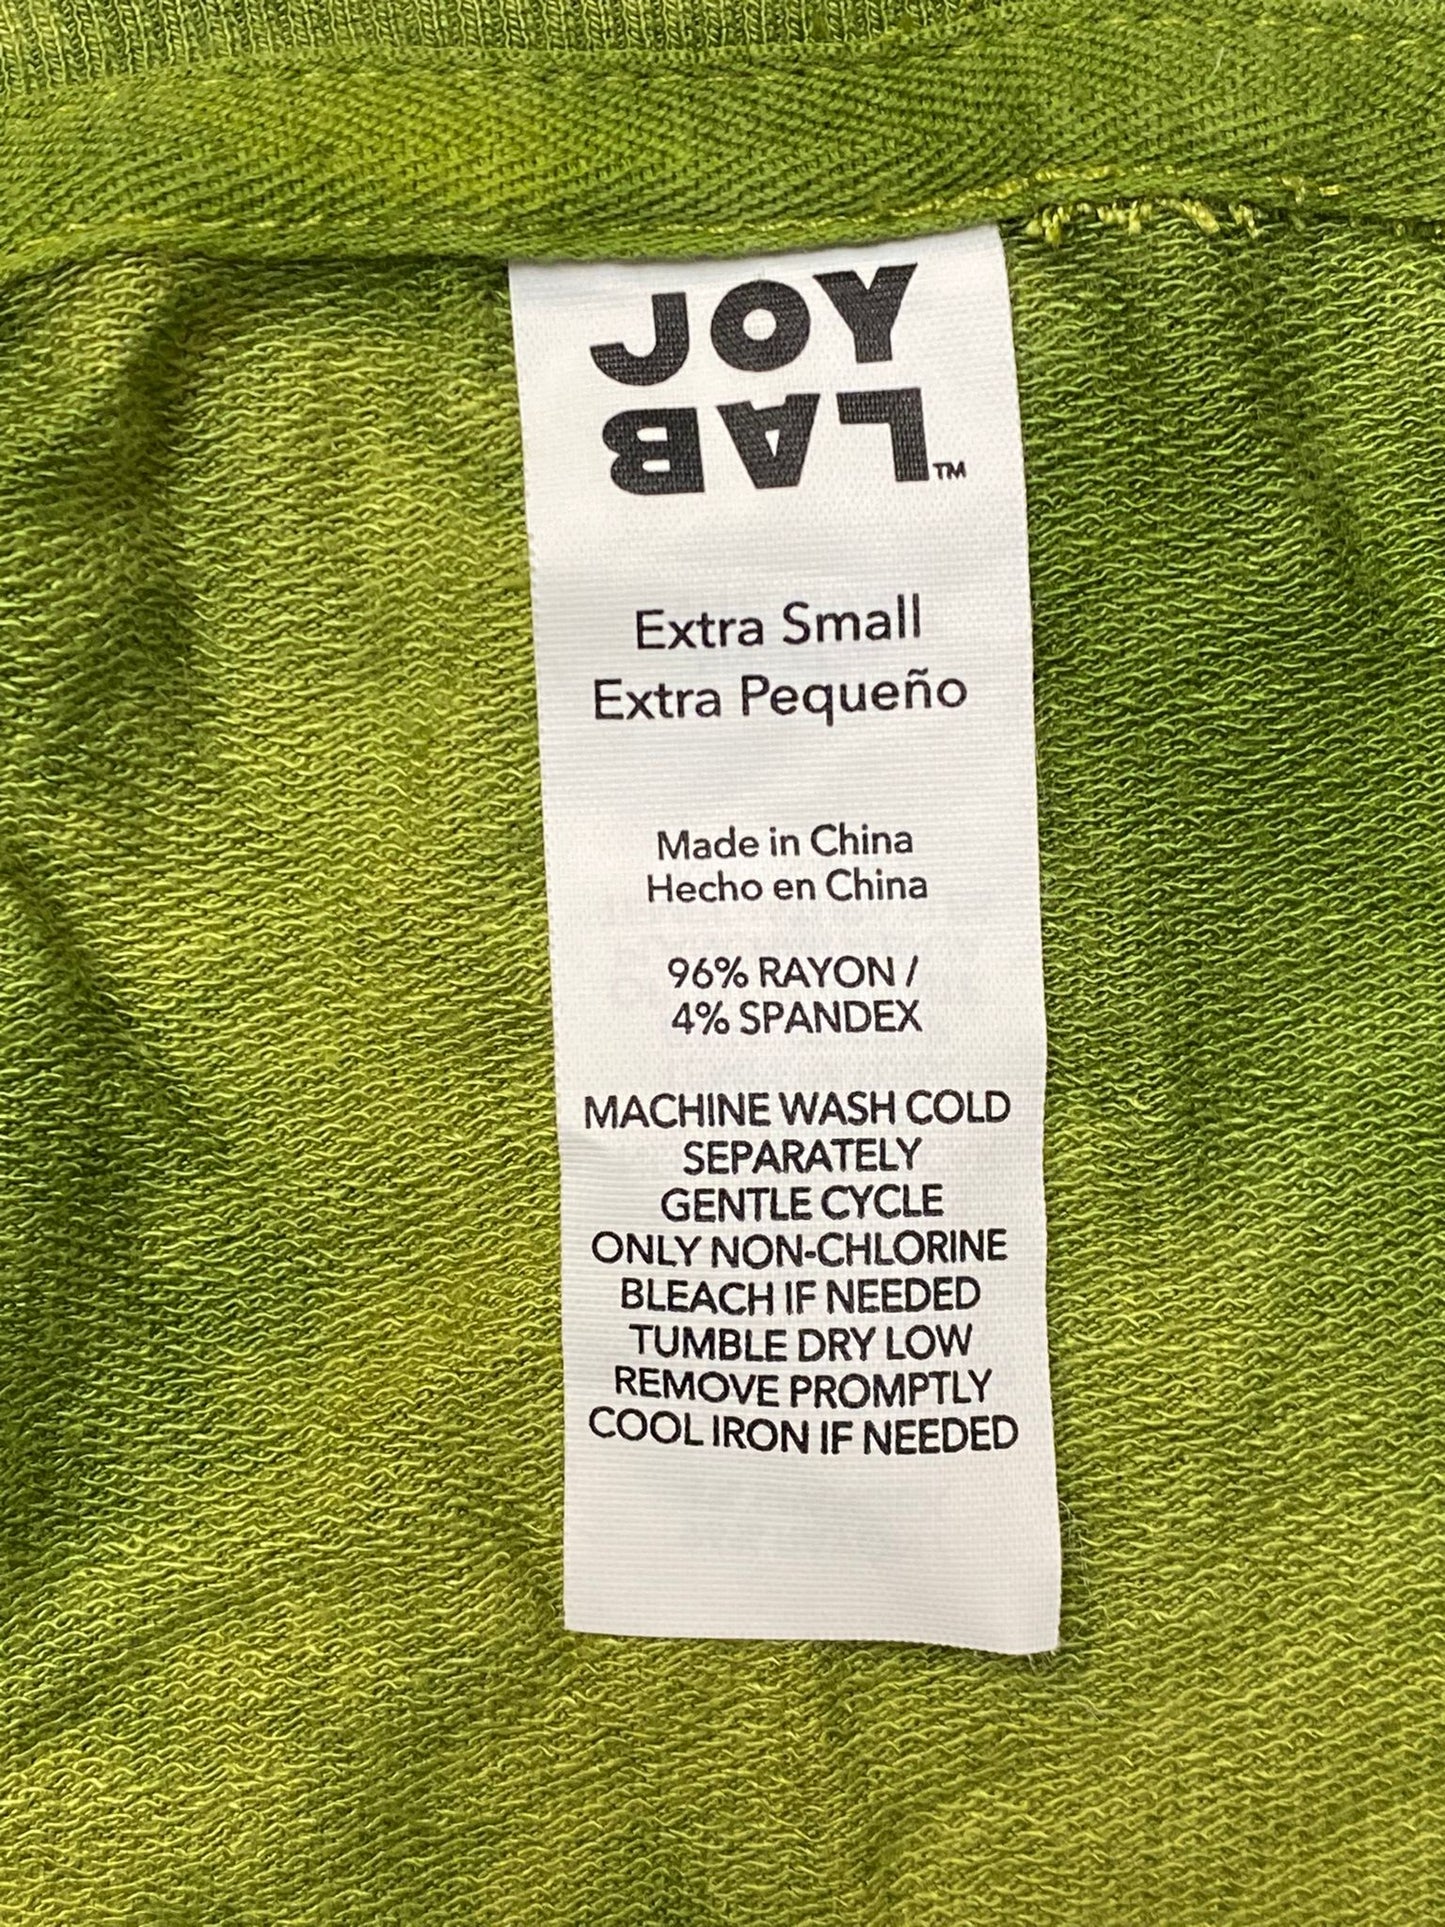 JOY
LAB™
Extra Small
Extra Pequeño
Made in China
Hecho en China
96% RAYON /
4% SPANDEX
MACHINE WASH COLD
SEPARATELY
GENTLE CYCLE
ONLY NON-CHLORINE
BLEACH IF NEEDED
TUMBLE DRY LOW
REMOVE PROMPTLY
COOL IRON IF NEEDED